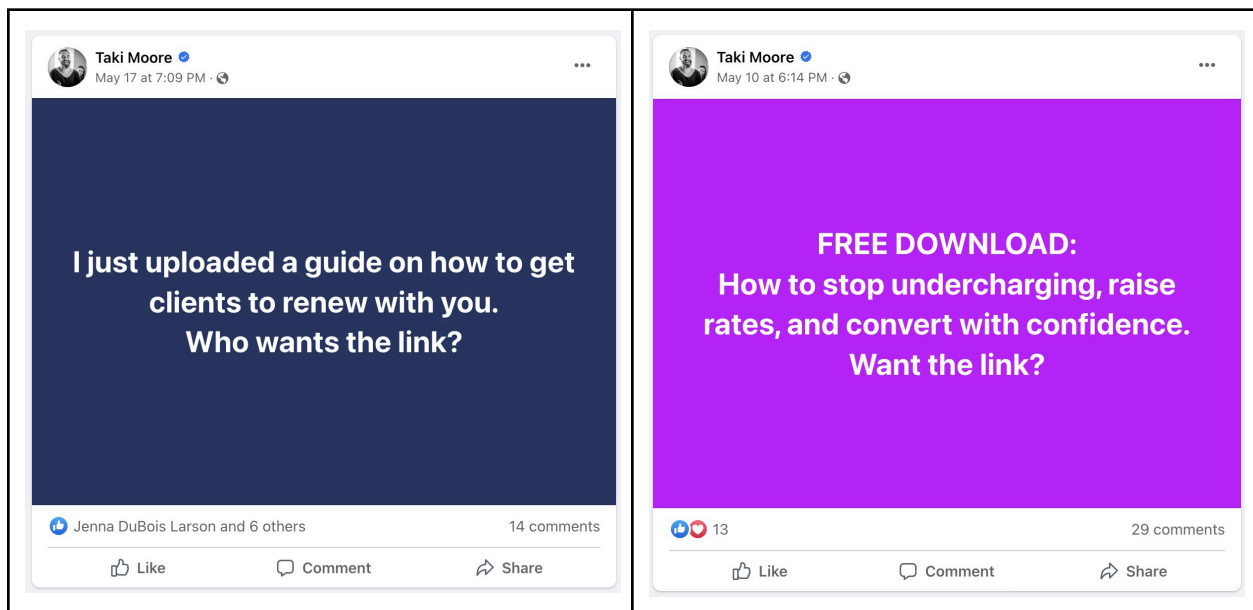 Taki Moore
May 17 at 7:09 PM ·
I just uploaded a guide on how to get
clients to renew with you.
Who wants the link?
Jenna DuBois Larson and 6 others
14 comments
Like
Comment
Share
Taki Moore
May 10 at 6:14 PM ·
FREE DOWNLOAD:
How to stop undercharging, raise
rates, and convert with confidence.
Want the link?
13
29 comments
Like
Comment
Share